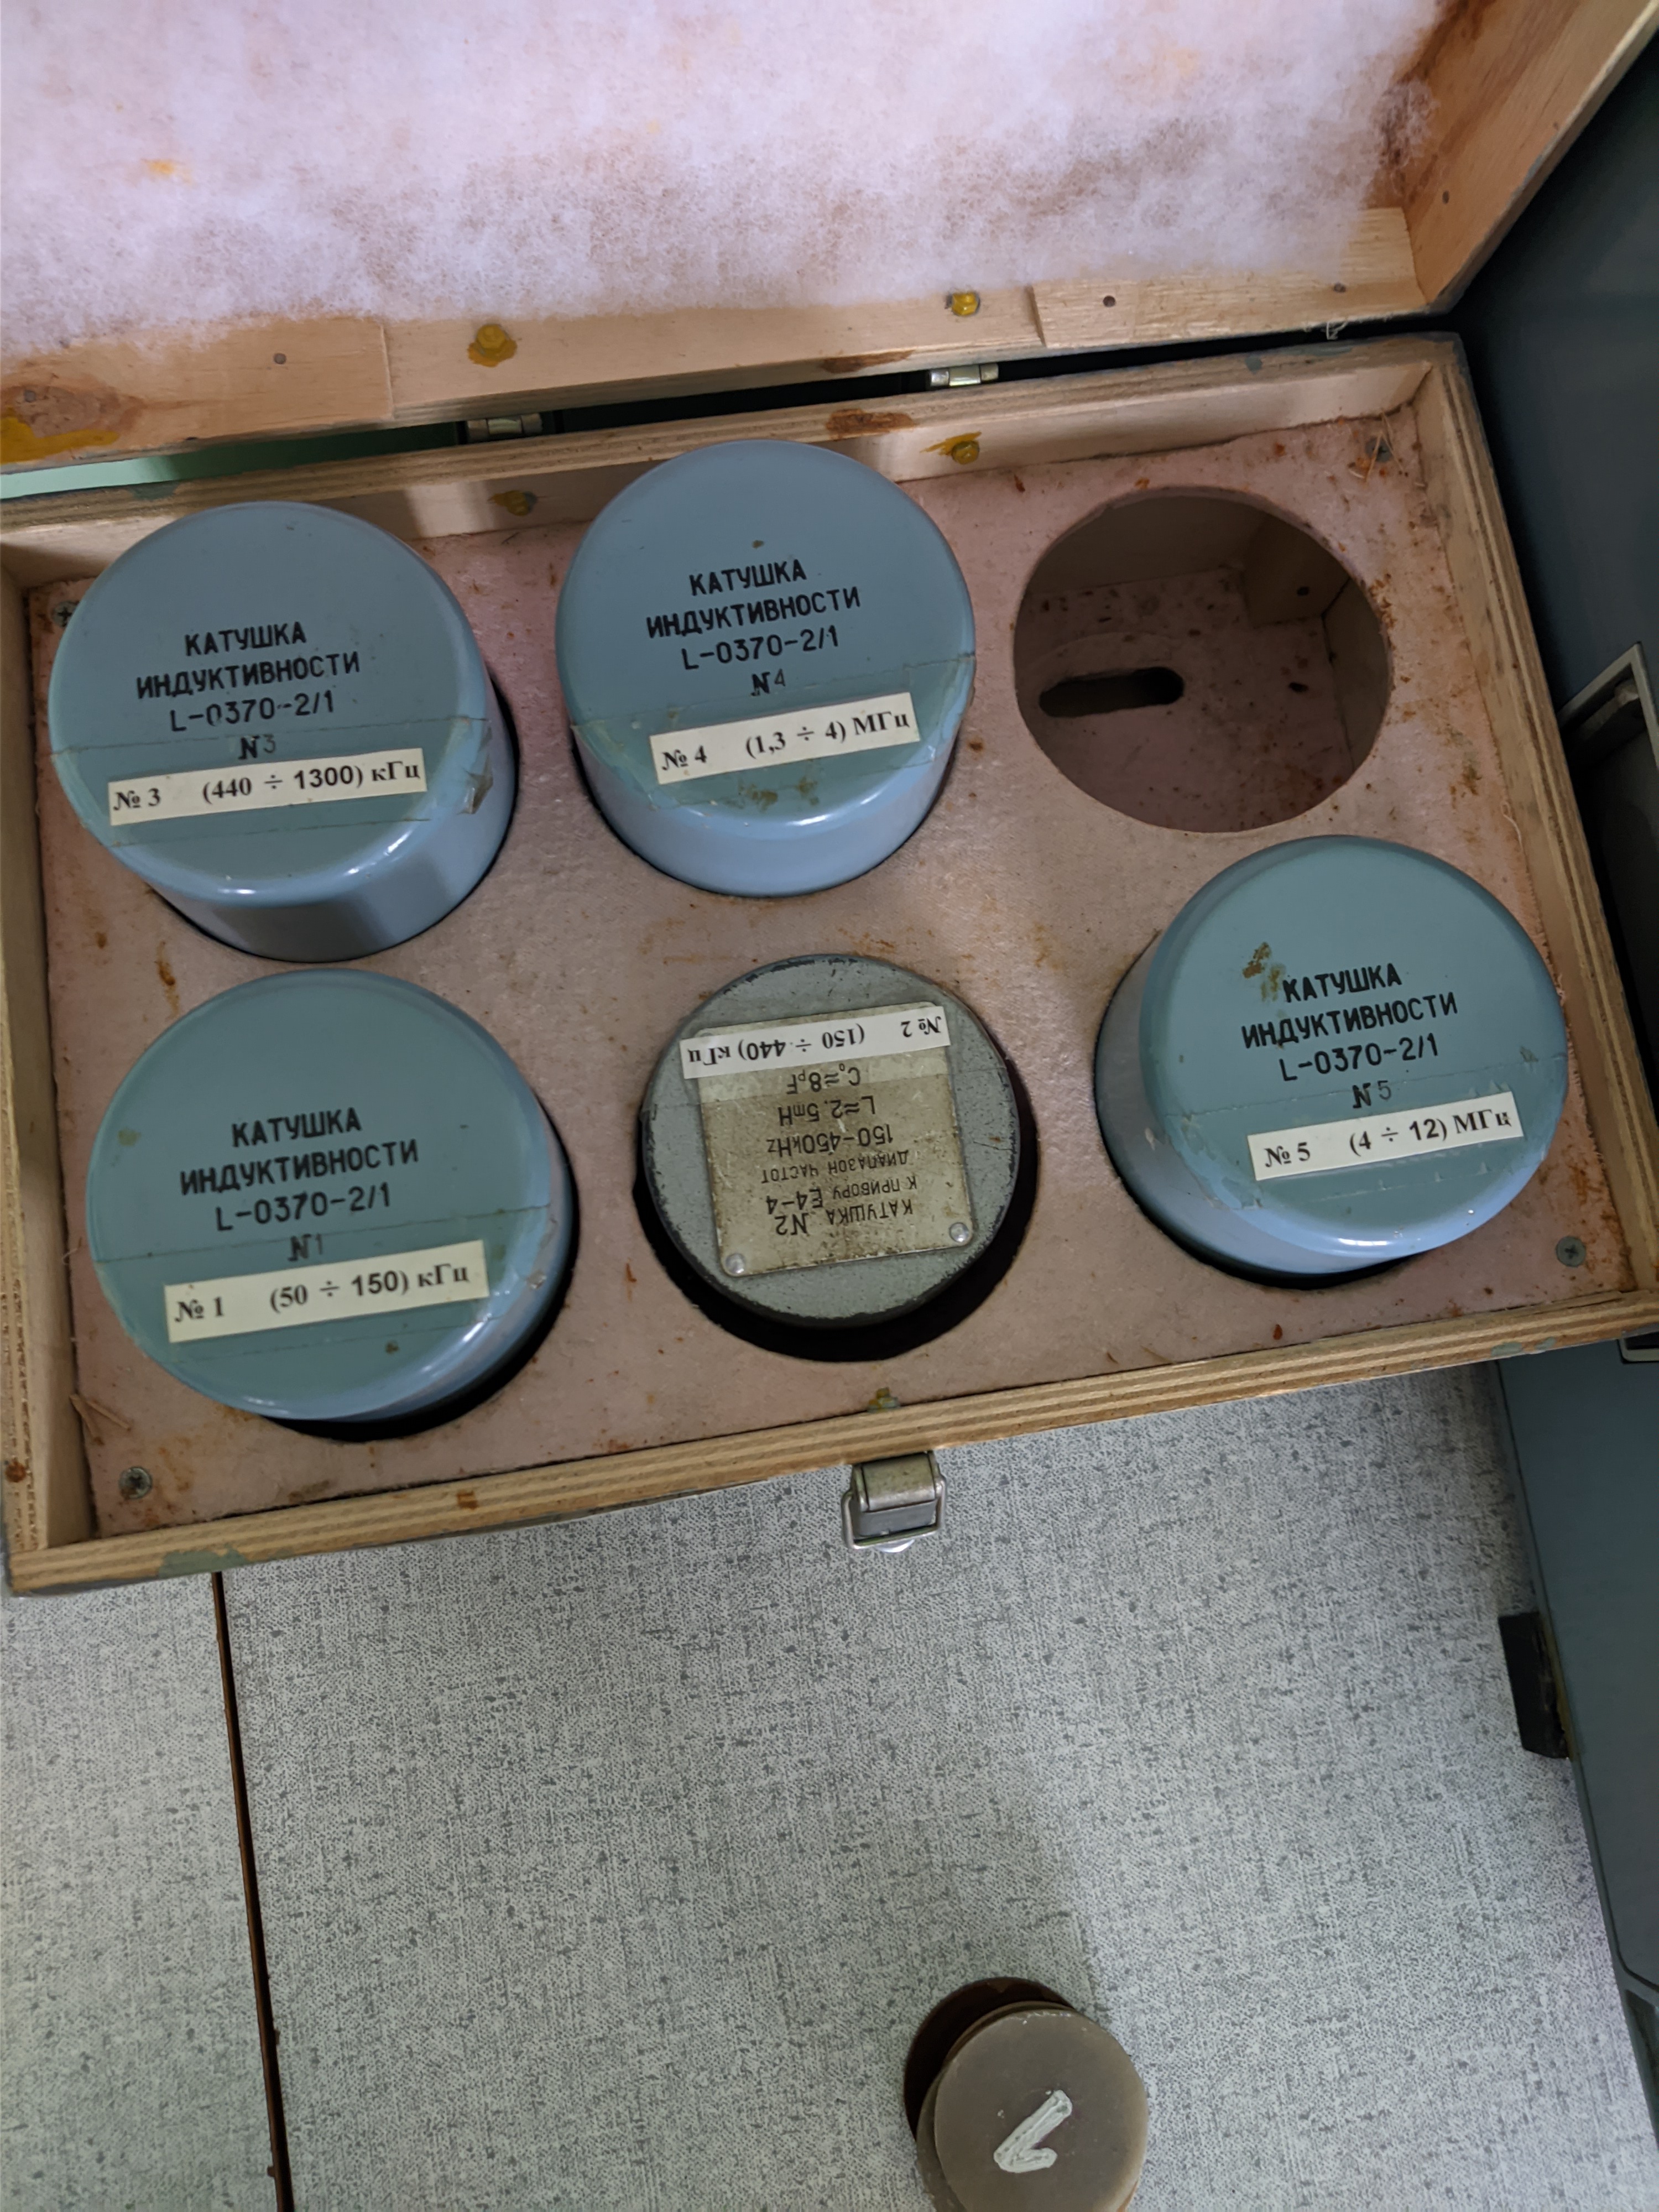 КАТУШКА
ИНДУКТИВНОСТИ
L-0370-2/1
N3
№ 3 (440 ÷ 1300) кГц
КАТУШКА
ИНДУКТИВНОСТИ
L-0370-2/1
N4
№ 4 (1,3 ÷ 4) МГц
КАТУШКА
ИНДУКТИВНОСТИ
L-0370-2/1
N1
№ 1 (50 ÷ 150) кГц
КАТУШКА N2
К ПРИБОРУ E4-4
ДИАПАЗОН ЧАСТОТ
150-450kHz
L≈2.5mH
C₀≈8pF
№ 2 (150 ÷ 440) кГц
КАТУШКА
ИНДУКТИВНОСТИ
L-0370-2/1
N5
№ 5 (4 ÷ 12) МГц